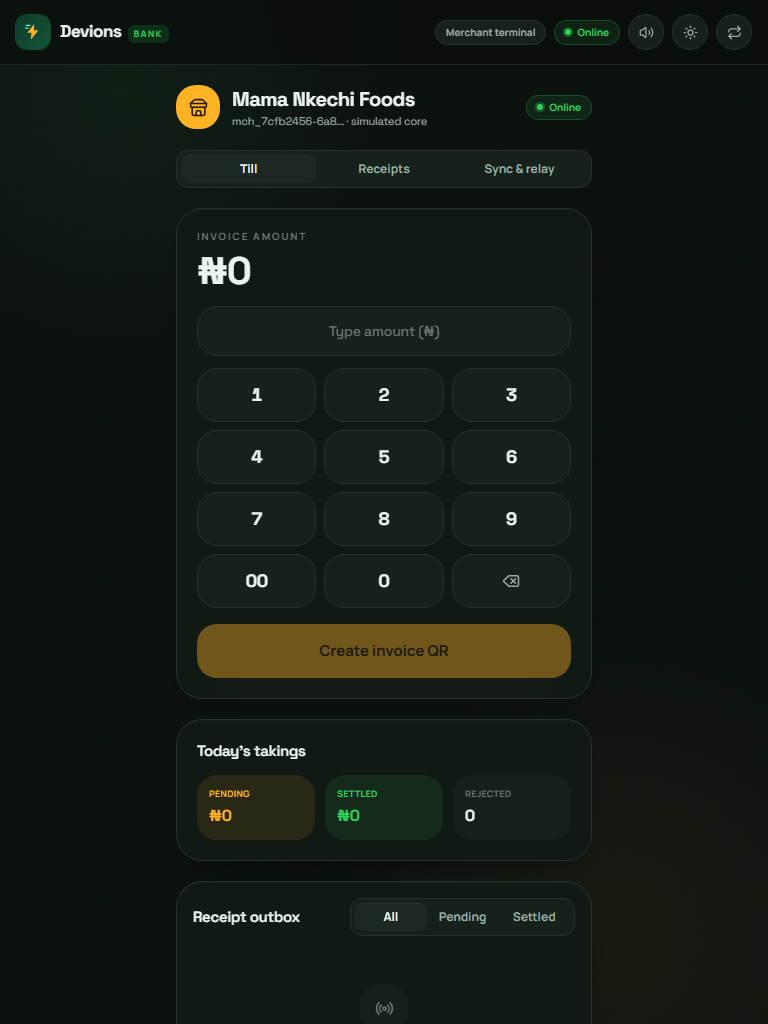 Devions BANK
Merchant terminal
Online
Mama Nkechi Foods
mch_7cfb2456-6a8… · simulated core
Online
Till
Receipts
Sync & relay
INVOICE AMOUNT
₦0
Type amount (₦)
1
2
3
4
5
6
7
8
9
00
0
Create invoice QR
Today's takings
PENDING
₦0
SETTLED
₦0
REJECTED
0
Receipt outbox
All
Pending
Settled